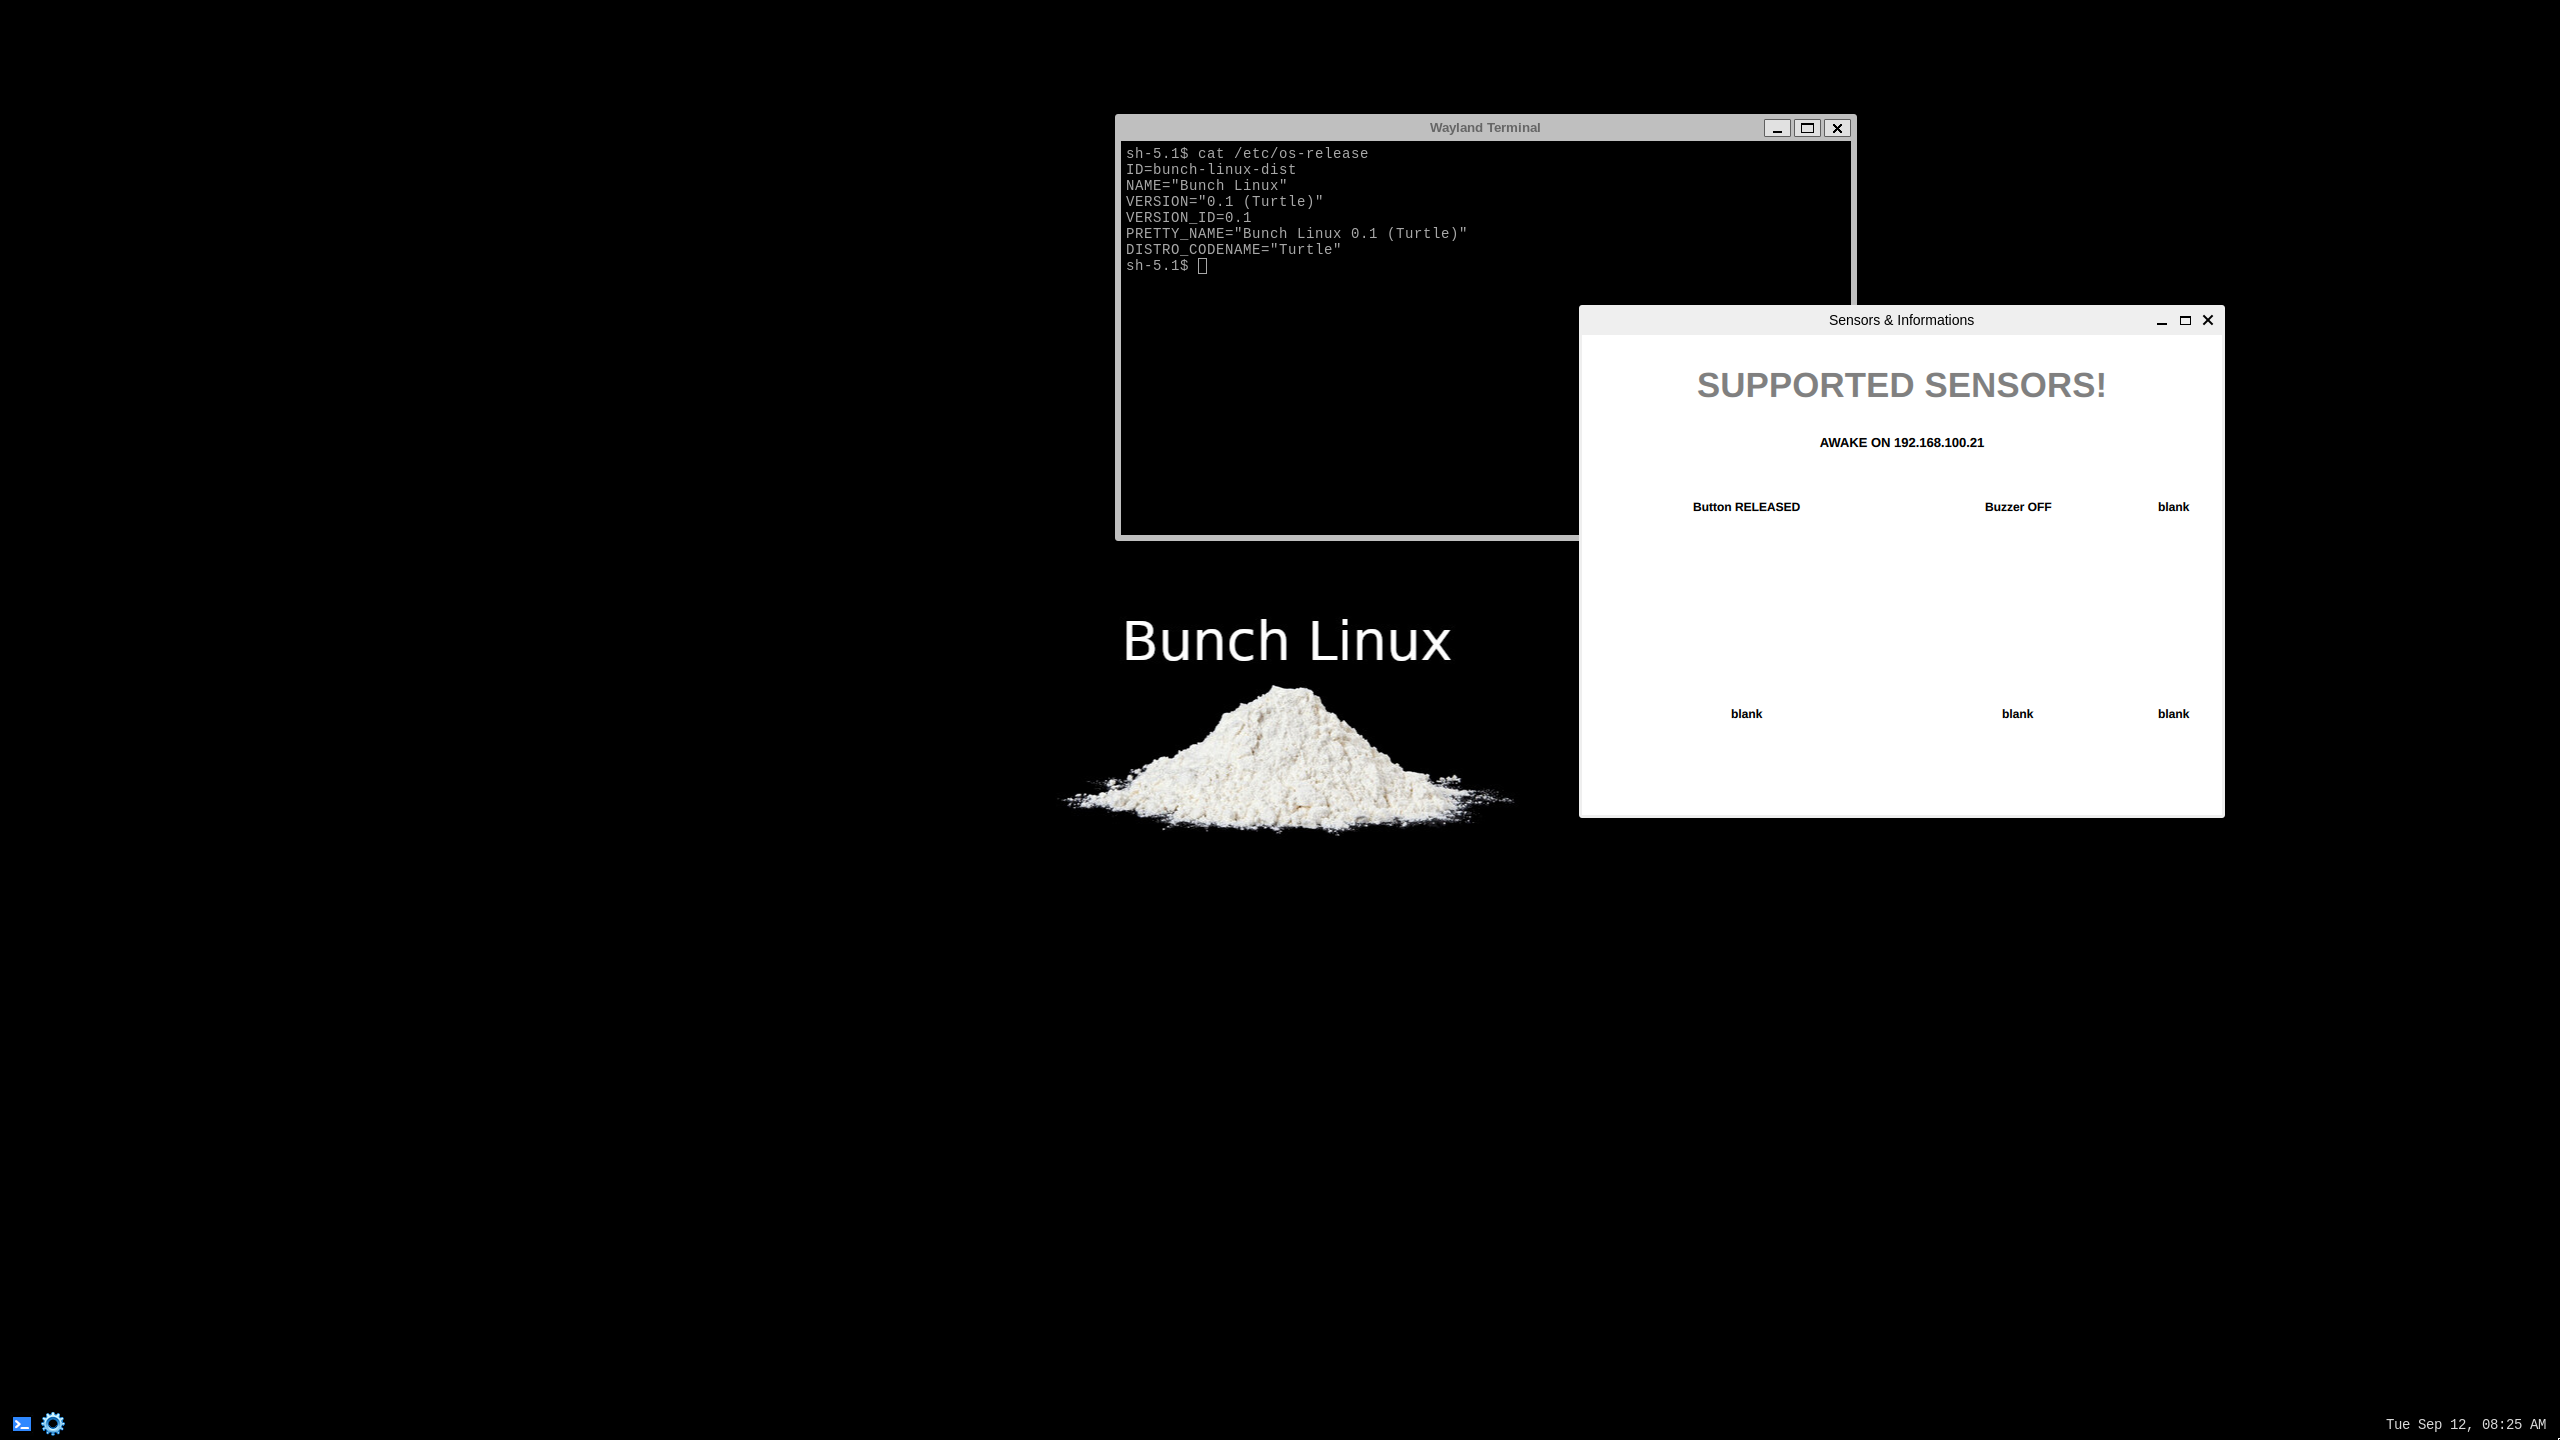 Wayland Terminal
sh-5.1$ cat /etc/os-release
ID=bunch-linux-dist
NAME="Bunch Linux"
VERSION="0.1 (Turtle)"
VERSION_ID=0.1
PRETTY_NAME="Bunch Linux 0.1 (Turtle)"
DISTRO_CODENAME="Turtle"
sh-5.1$
Sensors & Informations
SUPPORTED SENSORS!
AWAKE ON 192.168.100.21
Button RELEASED Buzzer OFF blank
blank blank blank
Bunch Linux
Tue Sep 12, 08:25 AM